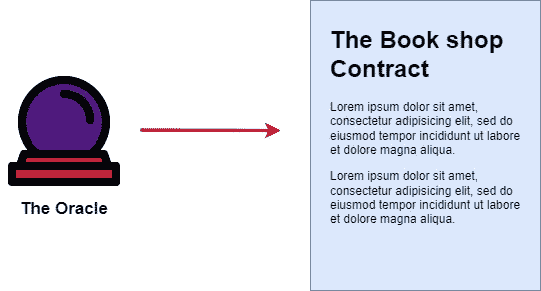 The Book shop
Contract
Lorem ipsum dolor sit amet,
consectetur adipisicing elit, sed do
eiusmod tempor incididunt ut labore
et dolore magna aliqua.
Lorem ipsum dolor sit amet,
consectetur adipisicing elit, sed do
eiusmod tempor incididunt ut labore
et dolore magna aliqua.
The Oracle